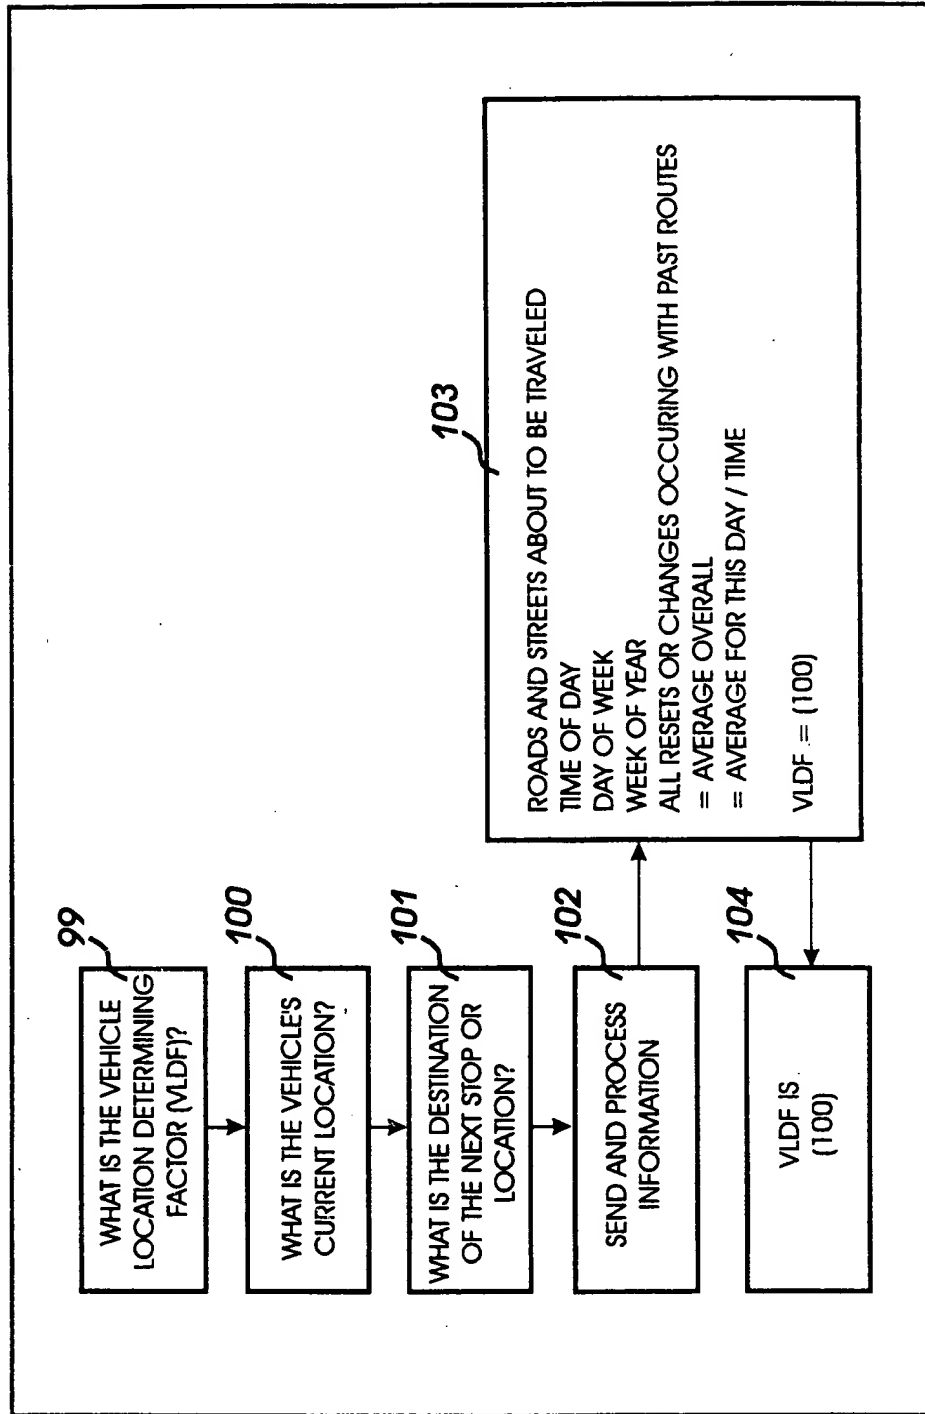 99
WHAT IS THE VEHICLE
LOCATION DETERMINING
FACTOR (VLDF)?
100
WHAT IS THE VEHICLE'S
CURRENT LOCATION?
101
WHAT IS THE DESTINATION
OF THE NEXT STOP OR
LOCATION?
102
SEND AND PROCESS
INFORMATION
103
ROADS AND STREETS ABOUT TO BE TRAVELED
TIME OF DAY
DAY OF WEEK
WEEK OF YEAR
ALL RESETS OR CHANGES OCCURING WITH PAST ROUTES
= AVERAGE OVERALL
= AVERAGE FOR THIS DAY / TIME
VLDF = (100)
104
VLDF IS
(100)